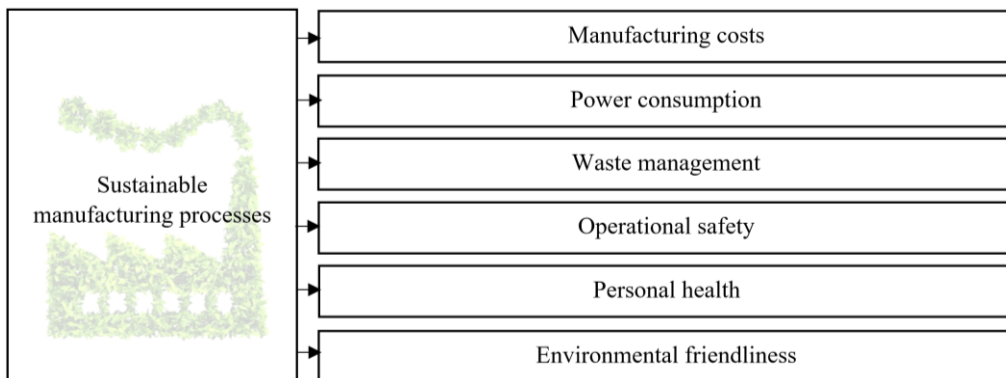 Sustainable
manufacturing processes
Manufacturing costs
Power consumption
Waste management
Operational safety
Personal health
Environmental friendliness